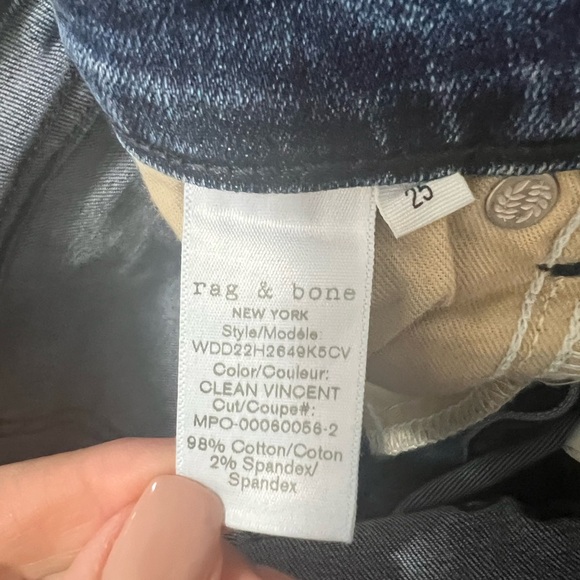 25
rag & bone
NEW YORK
Style/Modèle:
WDD22H2649K5CV
Color/Couleur:
CLEAN VINCENT
Cut/Coupe#:
MPO-00060056-2
98% Cotton/Coton
2% Spandex/
Spandex